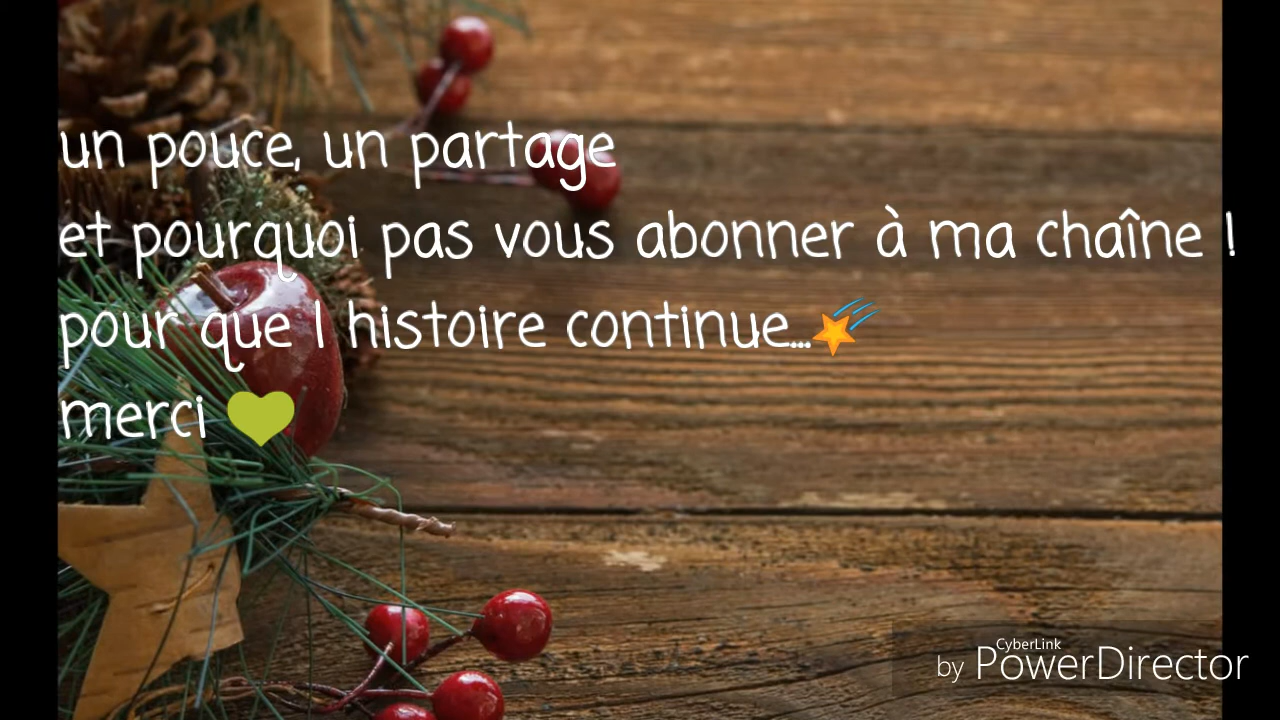 un pouce, un partage
et pourquoi pas vous abonner à ma chaîne !
pour que l histoire continue...🌠
merci 💚
CyberLink
by PowerDirector